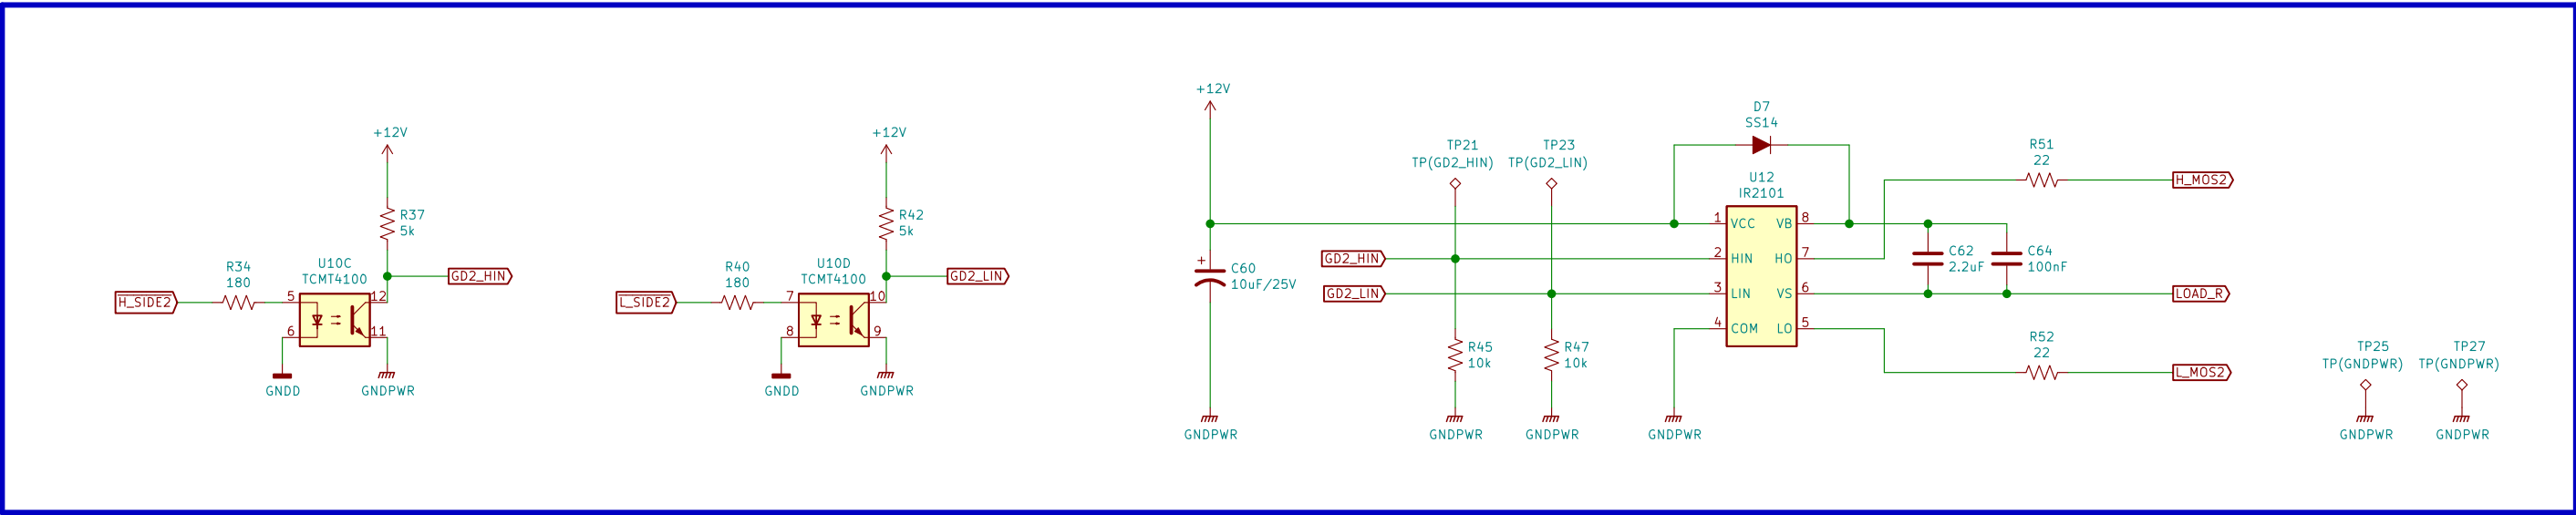 +12V
R37
5k
U10C
TCMT4100
R34
180
H_SIDE2
5
6
12
11
GD2_HIN
GNDD
GNDPWR
+12V
R42
5k
U10D
TCMT4100
R40
180
L_SIDE2
7
8
10
9
GD2_LIN
GNDD
GNDPWR
+12V
C60
10uF/25V
GNDPWR
TP21
TP(GD2_HIN)
TP23
TP(GD2_LIN)
GD2_HIN
GD2_LIN
R45
10k
R47
10k
GNDPWR
GNDPWR
GNDPWR
D7
SS14
U12
IR2101
1 VCC VB 8
2 HIN HO 7
3 LIN VS 6
4 COM LO 5
C62
2.2uF
C64
100nF
R51
22
H_MOS2
LOAD_R
R52
22
L_MOS2
TP25
TP(GNDPWR)
GNDPWR
TP27
TP(GNDPWR)
GNDPWR